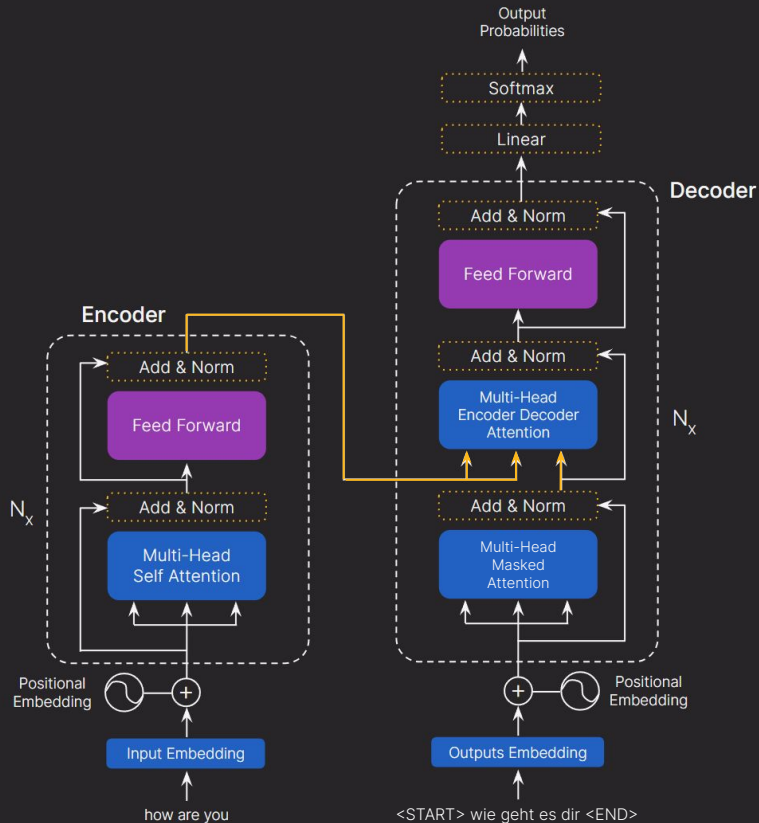 Output
Probabilities
Softmax
Linear
Decoder
Add & Norm
Feed Forward
Add & Norm
Multi-Head
Encoder Decoder
Attention
Nx
Add & Norm
Multi-Head
Masked
Attention
Positional
Embedding
Outputs Embedding
<START> wie geht es dir <END>
Encoder
Add & Norm
Feed Forward
Nx
Add & Norm
Multi-Head
Self Attention
Positional
Embedding
Input Embedding
how are you